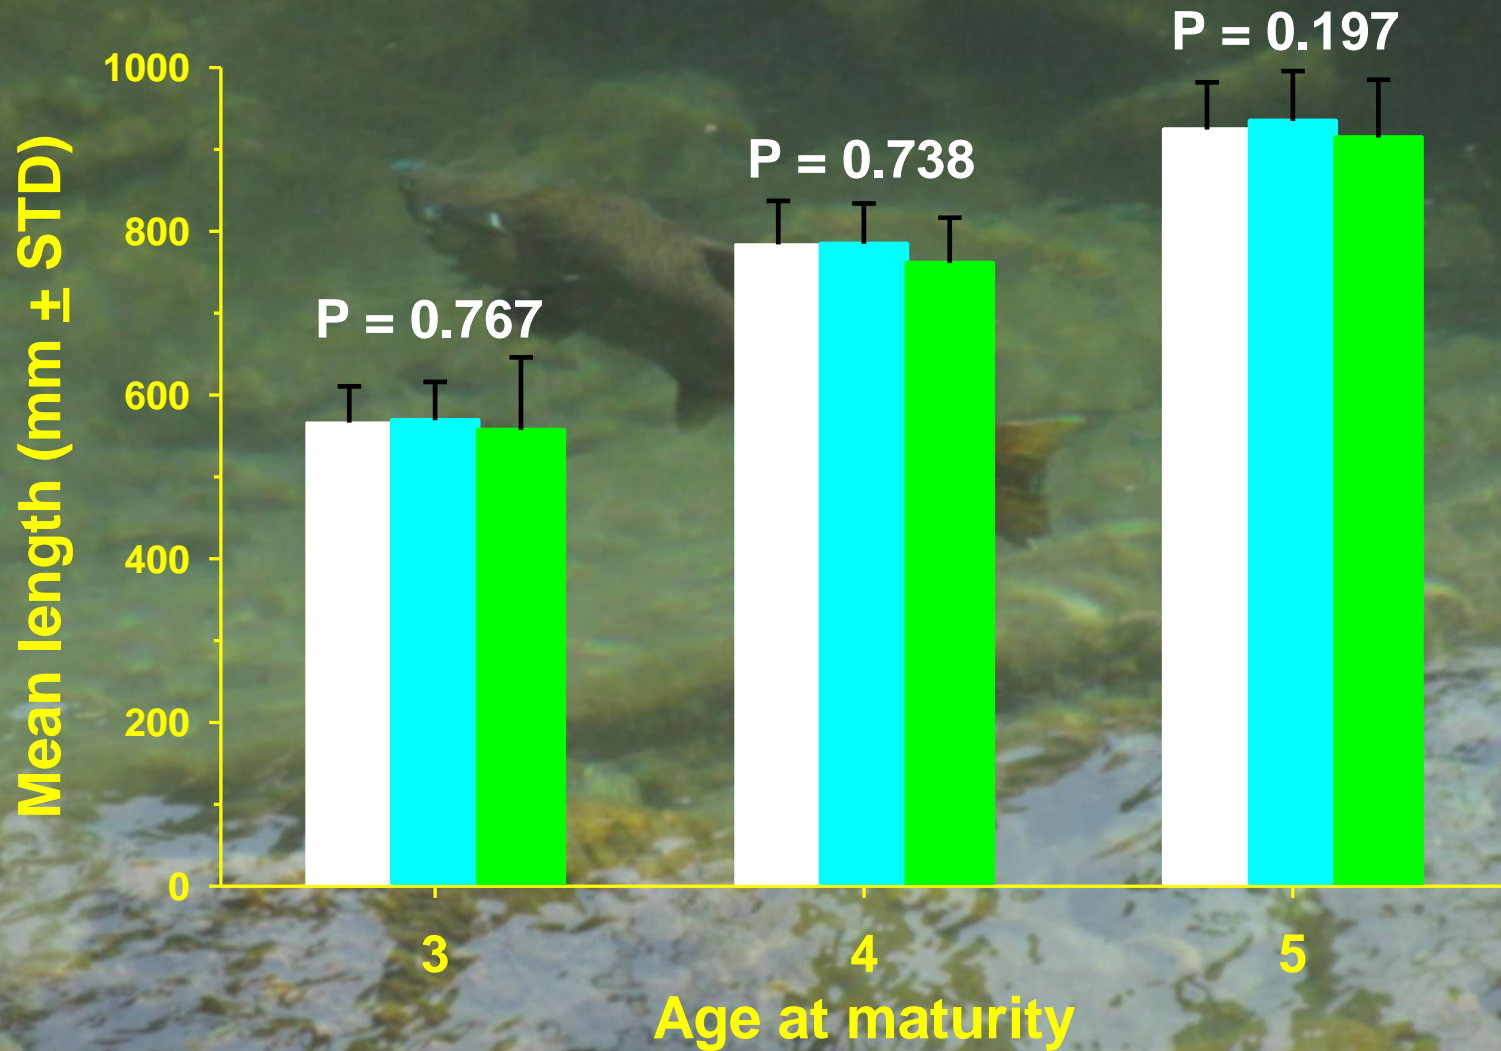 P = 0.197
1000
P = 0.738
800
P = 0.767
600
400
200
0
Mean length (mm ± STD)
3 4 5
Age at maturity